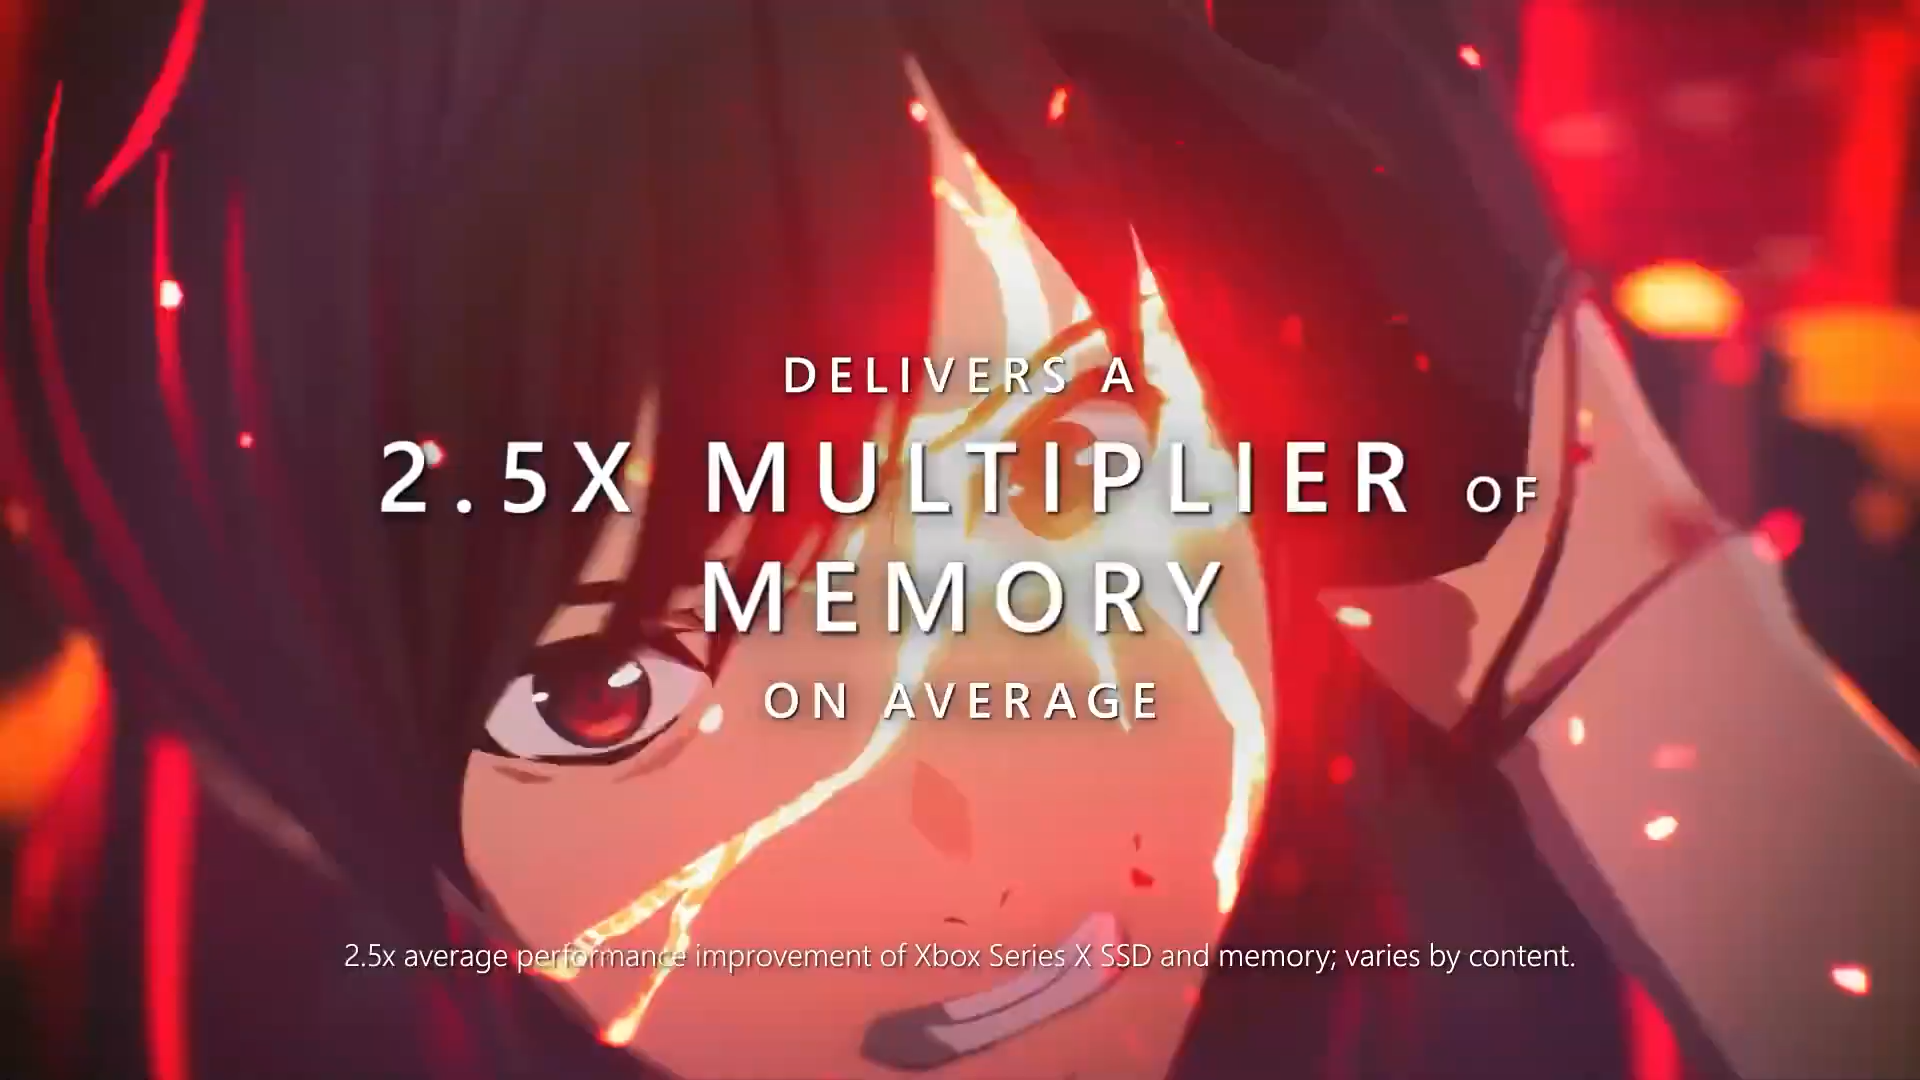 DELIVERS A
2.5X MULTIPLIER OF
MEMORY
ON AVERAGE
2.5x average performance improvement of Xbox Series X SSD and memory; varies by content.